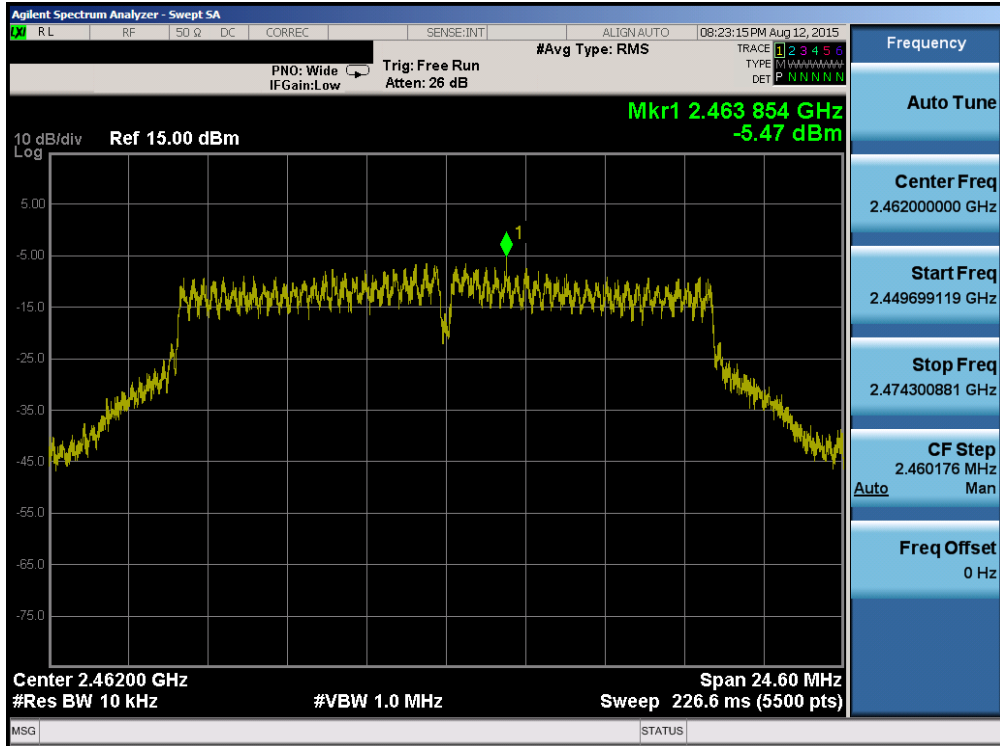 Agilent Spectrum Analyzer - Swept SA
LXI RL RF 50 Ω DC CORREC SENSE:INT ALIGN AUTO 08:23:15 PM Aug 12, 2015
#Avg Type: RMS
TRACE 1 2 3 4 5 6
TYPE M
DET P N N N N N
PNO: Wide
IFGain:Low
Trig: Free Run
Atten: 26 dB
Mkr1 2.463 854 GHz
-5.47 dBm
10 dB/div Ref 15.00 dBm
Log
5.00
-5.00
-15.0
-25.0
-35.0
-45.0
-55.0
-65.0
-75.0
1
Center 2.46200 GHz Span 24.60 MHz
#Res BW 10 kHz #VBW 1.0 MHz Sweep 226.6 ms (5500 pts)
MSG STATUS
Frequency
Auto Tune
Center Freq
2.462000000 GHz
Start Freq
2.449699119 GHz
Stop Freq
2.474300881 GHz
CF Step
2.460176 MHz
Auto Man
Freq Offset
0 Hz